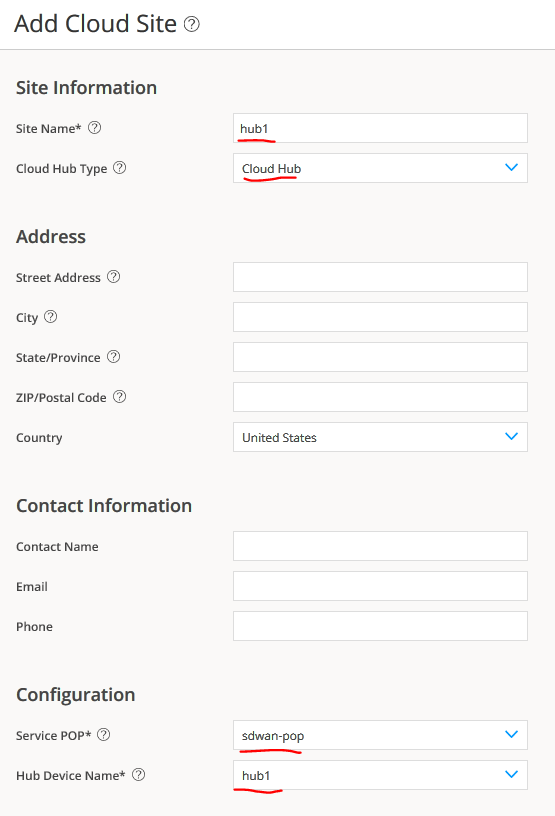 Add Cloud Site ?
Site Information
Site Name* ? hub1
Cloud Hub Type ? Cloud Hub
Address
Street Address ?
City ?
State/Province ?
ZIP/Postal Code ?
Country United States
Contact Information
Contact Name
Email
Phone
Configuration
Service POP* ? sdwan-pop
Hub Device Name* ? hub1